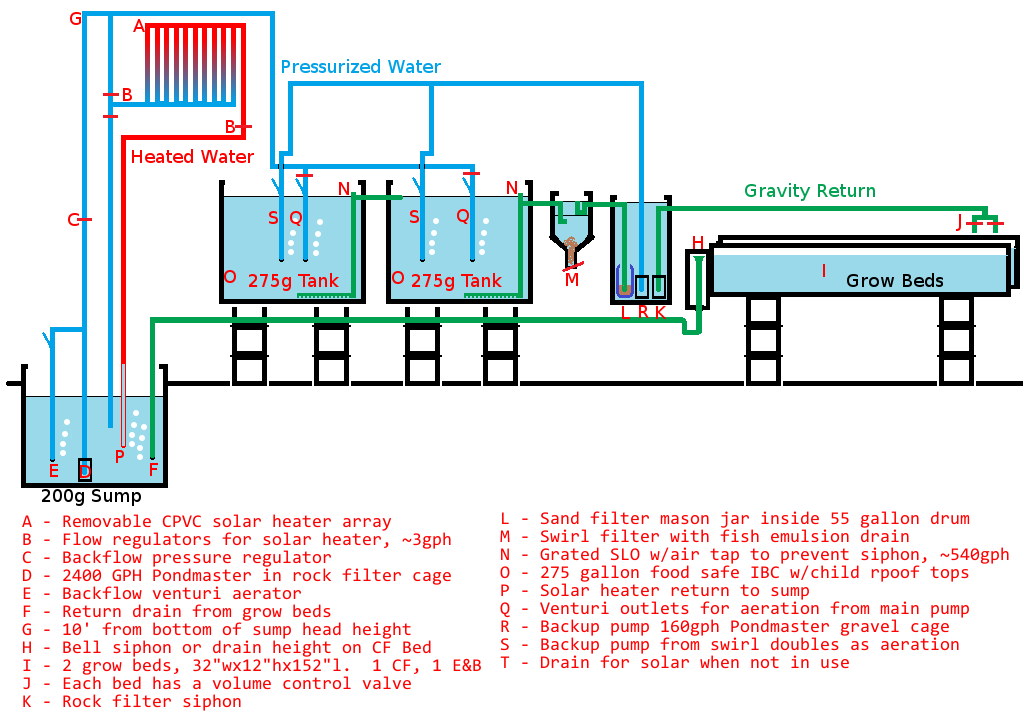 G
A
Pressurized Water
B
B
Heated Water
Gravity Return
N
N
C
S
Q
S
Q
J
H
O
275g Tank
O
275g Tank
M
I
Grow Beds
L
R
K
P
E
D
F
200g Sump
A - Removable CPVC solar heater array
B - Flow regulators for solar heater, ~3gph
C - Backflow pressure regulator
D - 2400 GPH Pondmaster in rock filter cage
E - Backflow venturi aerator
F - Return drain from grow beds
G - 10' from bottom of sump head height
H - Bell siphon or drain height on CF Bed
I - 2 grow beds, 32"wx12"hx152"l.  1 CF, 1 E&B
J - Each bed has a volume control valve
K - Rock filter siphon
L - Sand filter mason jar inside 55 gallon drum
M - Swirl filter with fish emulsion drain
N - Grated SLO w/air tap to prevent siphon, ~540gph
O - 275 gallon food safe IBC w/child rpoof tops
P - Solar heater return to sump
Q - Venturi outlets for aeration from main pump
R - Backup pump 160gph Pondmaster gravel cage
S - Backup pump from swirl doubles as aeration
T - Drain for solar when not in use